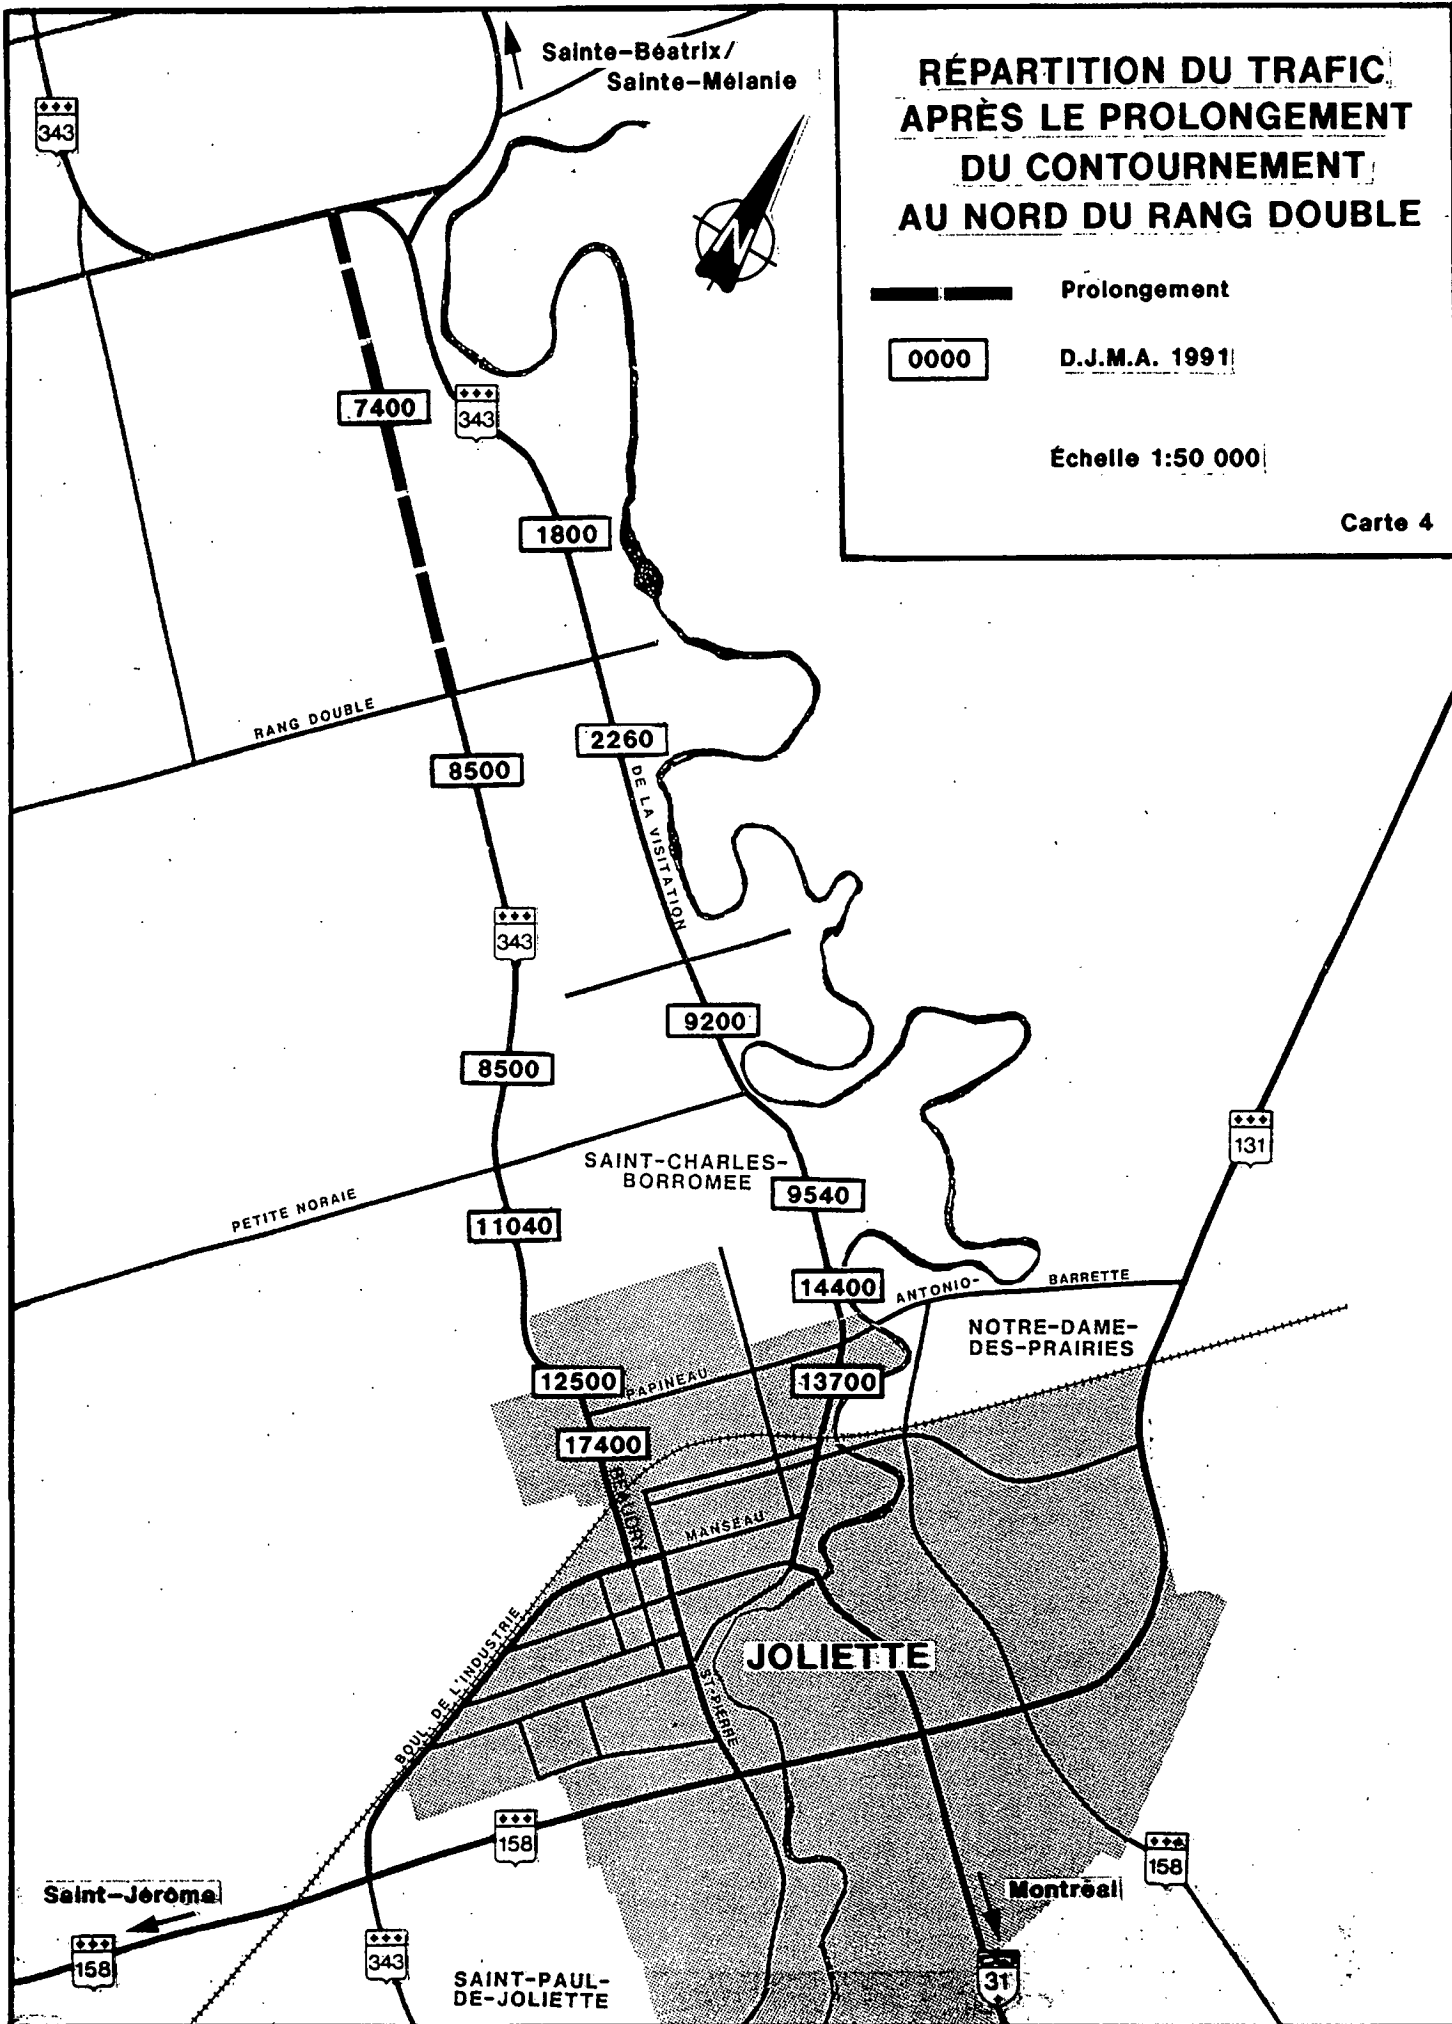 Sainte-Béatrix/
Sainte-Mélanie
RÉPARTITION DU TRAFIC
APRÈS LE PROLONGEMENT
DU CONTOURNEMENT
AU NORD DU RANG DOUBLE
N
Prolongement
0000
D.J.M.A. 1991
Échelle 1:50 000
Carte 4
343
7400
343
1800
RANG DOUBLE
2260
8500
DE LA VISITATION
343
9200
8500
131
SAINT-CHARLES-
BORROMEE
9540
PETITE NORAIE
11040
14400
ANTONIO-
BARRETTE
NOTRE-DAME-
DES-PRAIRIES
12500
PAPINEAU
13700
17400
BEAUDRY
MANSEAU
BOUL DE L'INDUSTRIE
JOLIETTE
ST-PIERRE
158
158
Saint-Jérôme
Montréal
158
343
31
SAINT-PAUL-
DE-JOLIETTE